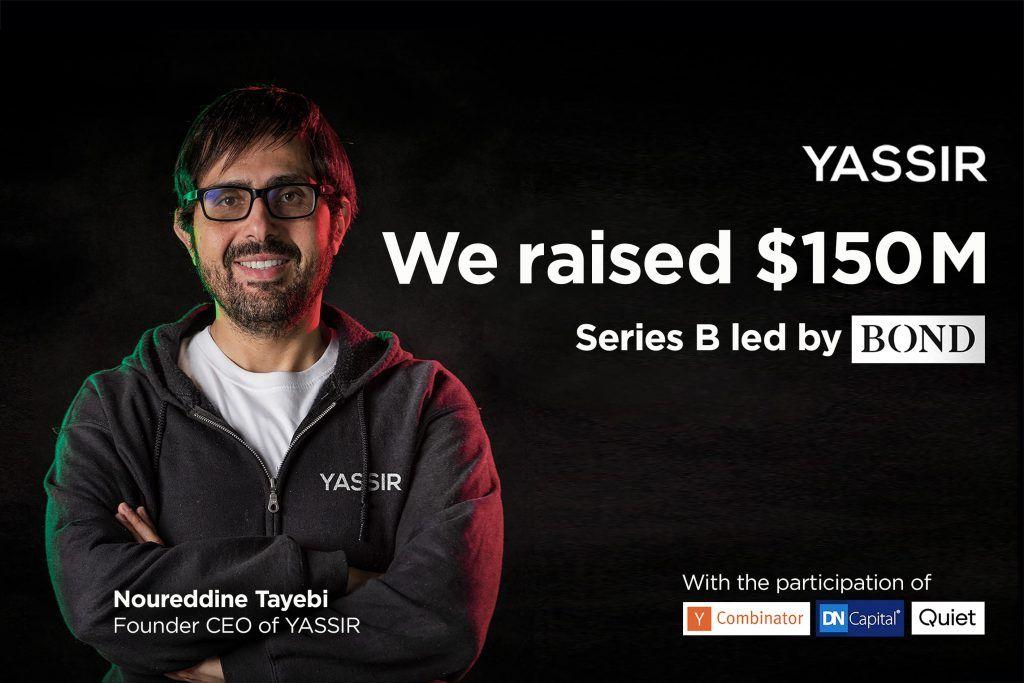 YASSIR
We raised $150M
Series B led by BOND
YASSIR
Noureddine Tayebi
Founder CEO of YASSIR
With the participation of
Y Combinator DN Capital® Quiet